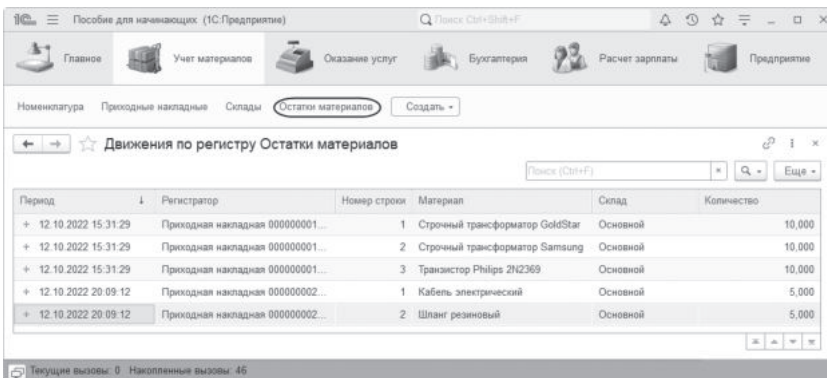 1С Пособие для начинающих (1С:Предприятие) Поиск Ctrl+Shift+F
Главное Учет материалов Оказание услуг Бухгалтерия Расчет зарплаты Предприятие
Номенклатура Приходные накладные Склады Остатки материалов Создать
Движения по регистру Остатки материалов
Поиск (Ctrl+F) × Еще
Период ↓ Регистратор Номер строки Материал Склад Количество
+ 12.10.2022 15:31:29 Приходная накладная 000000001... 1 Строчный трансформатор GoldStar Основной 10,000
+ 12.10.2022 15:31:29 Приходная накладная 000000001... 2 Строчный трансформатор Samsung Основной 10,000
+ 12.10.2022 15:31:29 Приходная накладная 000000001... 3 Транзистор Philips 2N2369 Основной 10,000
+ 12.10.2022 20:09:12 Приходная накладная 000000002... 1 Кабель электрический Основной 5,000
+ 12.10.2022 20:09:12 Приходная накладная 000000002... 2 Шланг резиновый Основной 5,000
Текущие вызовы: 0 Накопленные вызовы: 46